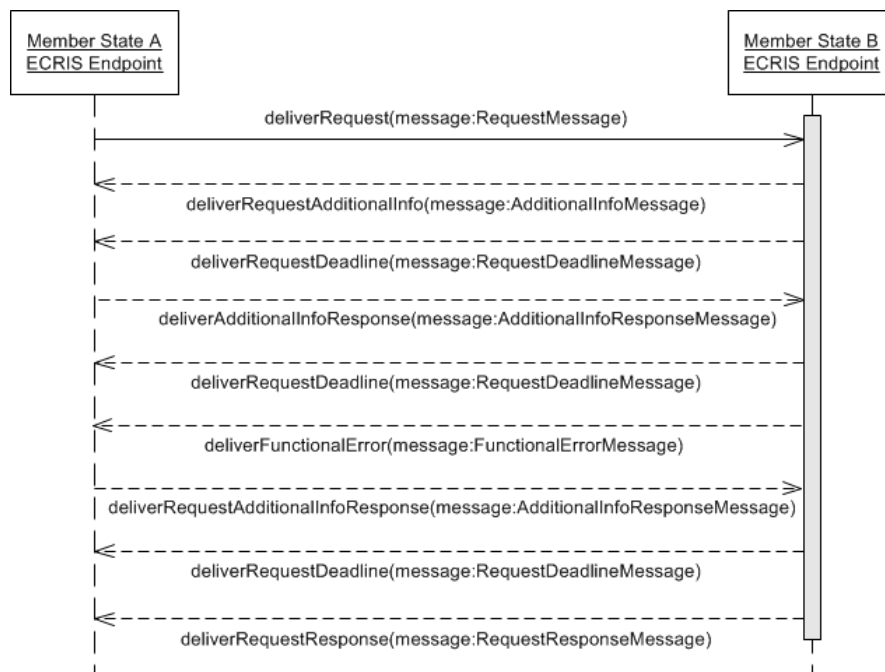 Member State A
ECRIS Endpoint
Member State B
ECRIS Endpoint
deliverRequest(message:RequestMessage)
deliverRequestAdditionalInfo(message:AdditionalInfoMessage)
deliverRequestDeadline(message:RequestDeadlineMessage)
deliverAdditionalInfoResponse(message:AdditionalInfoResponseMessage)
deliverRequestDeadline(message:RequestDeadlineMessage)
deliverFunctionalError(message:FunctionalErrorMessage)
deliverRequestAdditionalInfoResponse(message:AdditionalInfoResponseMessage)
deliverRequestDeadline(message:RequestDeadlineMessage)
deliverRequestResponse(message:RequestResponseMessage)